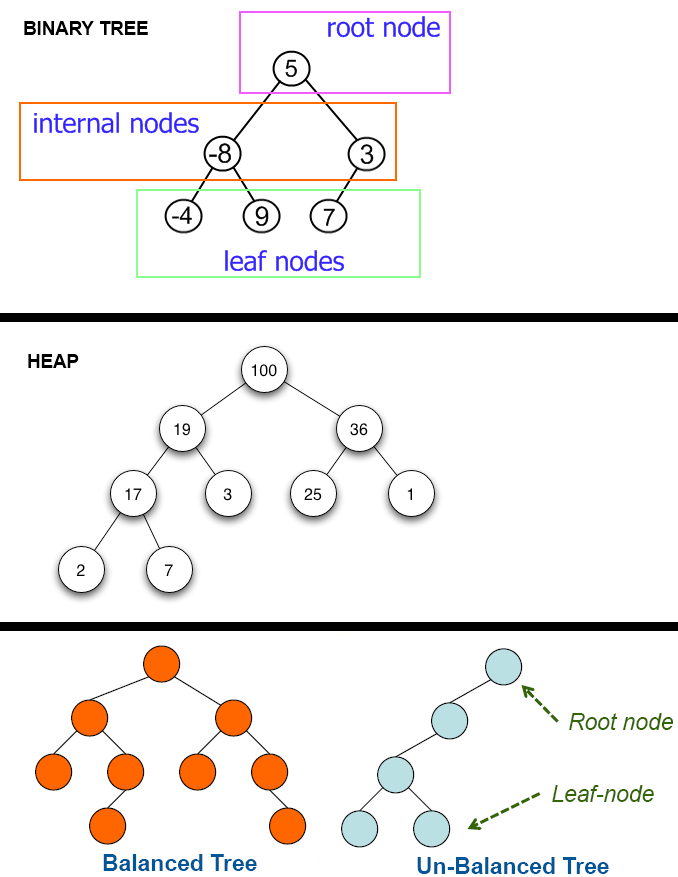 BINARY TREE
root node
5
internal nodes
-8
3
-4
9
7
leaf nodes
HEAP
100
19
36
17
3
25
1
2
7
Root node
Leaf-node
Balanced Tree
Un-Balanced Tree